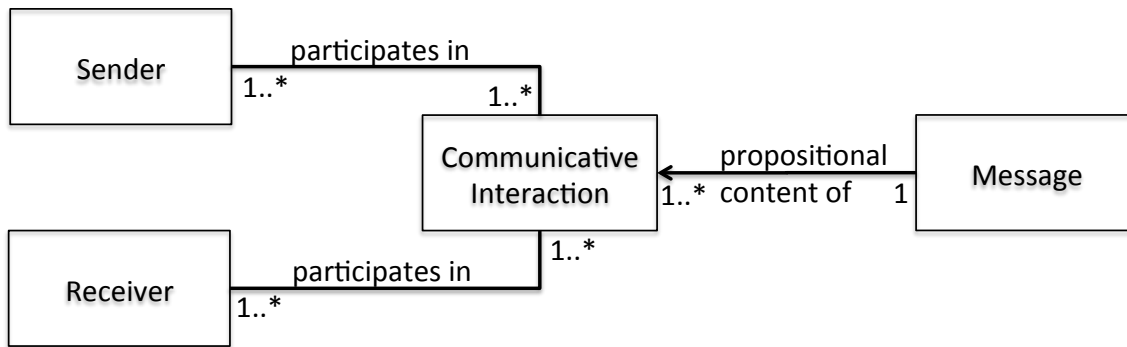 Sender
participates in
1..*
1..*
Communicative
Interaction
propositional
content of
1..*
1
Message
1..*
Receiver
participates in
1..*